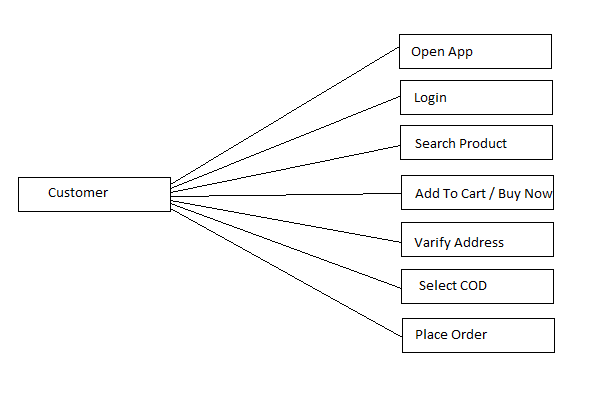 Open App
Login
Search Product
Customer
Add To Cart / Buy Now
Varify Address
Select COD
Place Order